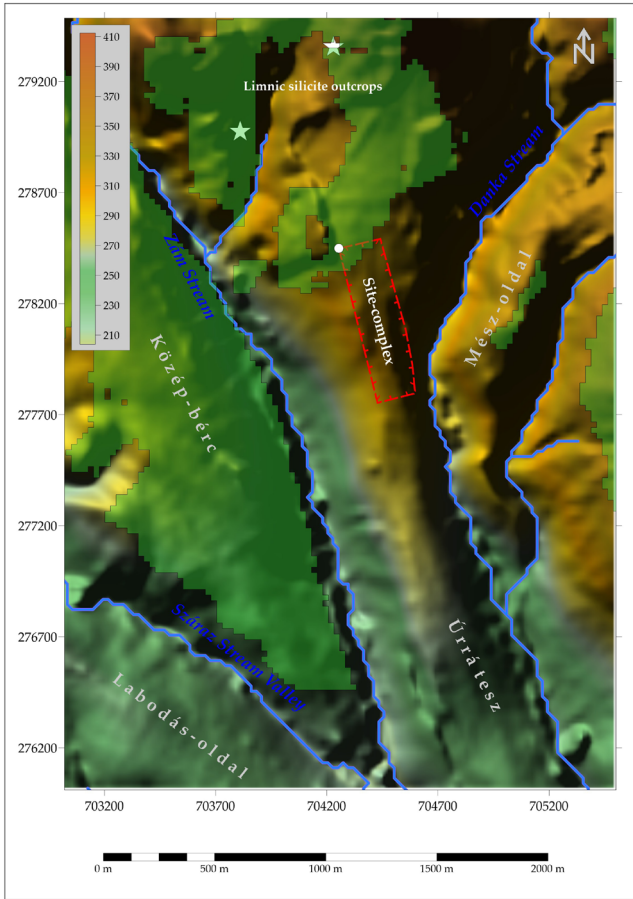 410
390
370
350
330
310
290
270
250
230
210
279200
278700
278200
277700
277200
276700
276200
N
Limnic silicite outcrops
Danka Stream
Zám Stream
Site-complex
Mész-oldal
Közép-bérc
Száraz Stream Valley
Úrrátesz
Labodás-oldal
703200 703700 704200 704700 705200
0 m 500 m 1000 m 1500 m 2000 m